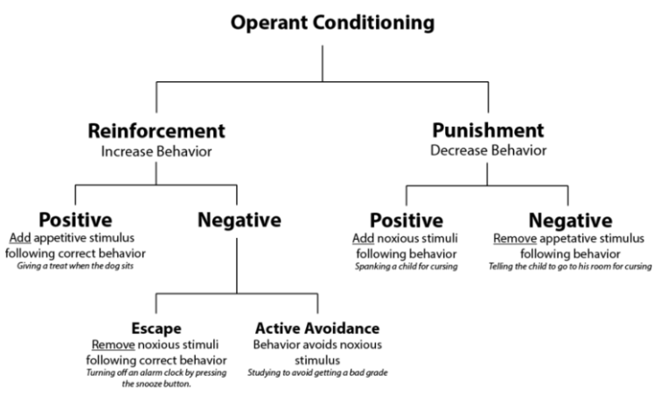 Operant Conditioning
Reinforcement
Increase Behavior
Punishment
Decrease Behavior
Positive
Add appetitive stimulus
following correct behavior
Giving a treat when the dog sits
Negative
Positive
Add noxious stimuli
following behavior
Spanking a child for cursing
Negative
Remove appetative stimulus
following behavior
Telling the child to go to his room for cursing
Escape
Remove noxious stimuli
following correct behavior
Turning off an alarm clock by pressing
the snooze button.
Active Avoidance
Behavior avoids noxious
stimulus
Studying to avoid getting a bad grade